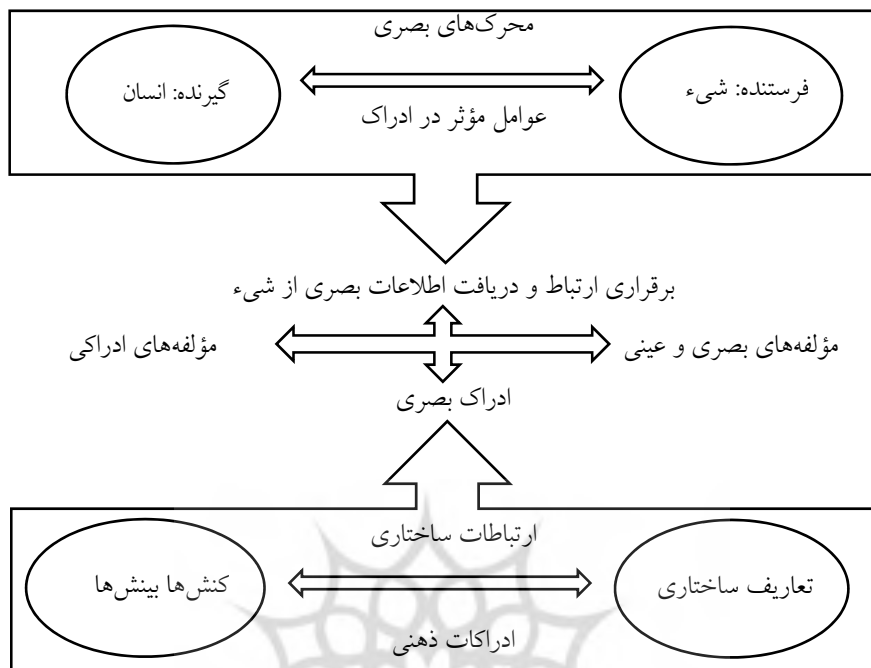 محرک‌های بصری
فرستنده: شیء
گیرنده: انسان
عوامل مؤثر در ادراک
برقراری ارتباط و دریافت اطلاعات بصری از شیء
مؤلفه‌های بصری و عینی
مؤلفه‌های ادراکی
ادراک بصری
ارتباطات ساختاری
تعاریف ساختاری
کنش‌ها بینش‌ها
ادراکات ذهنی